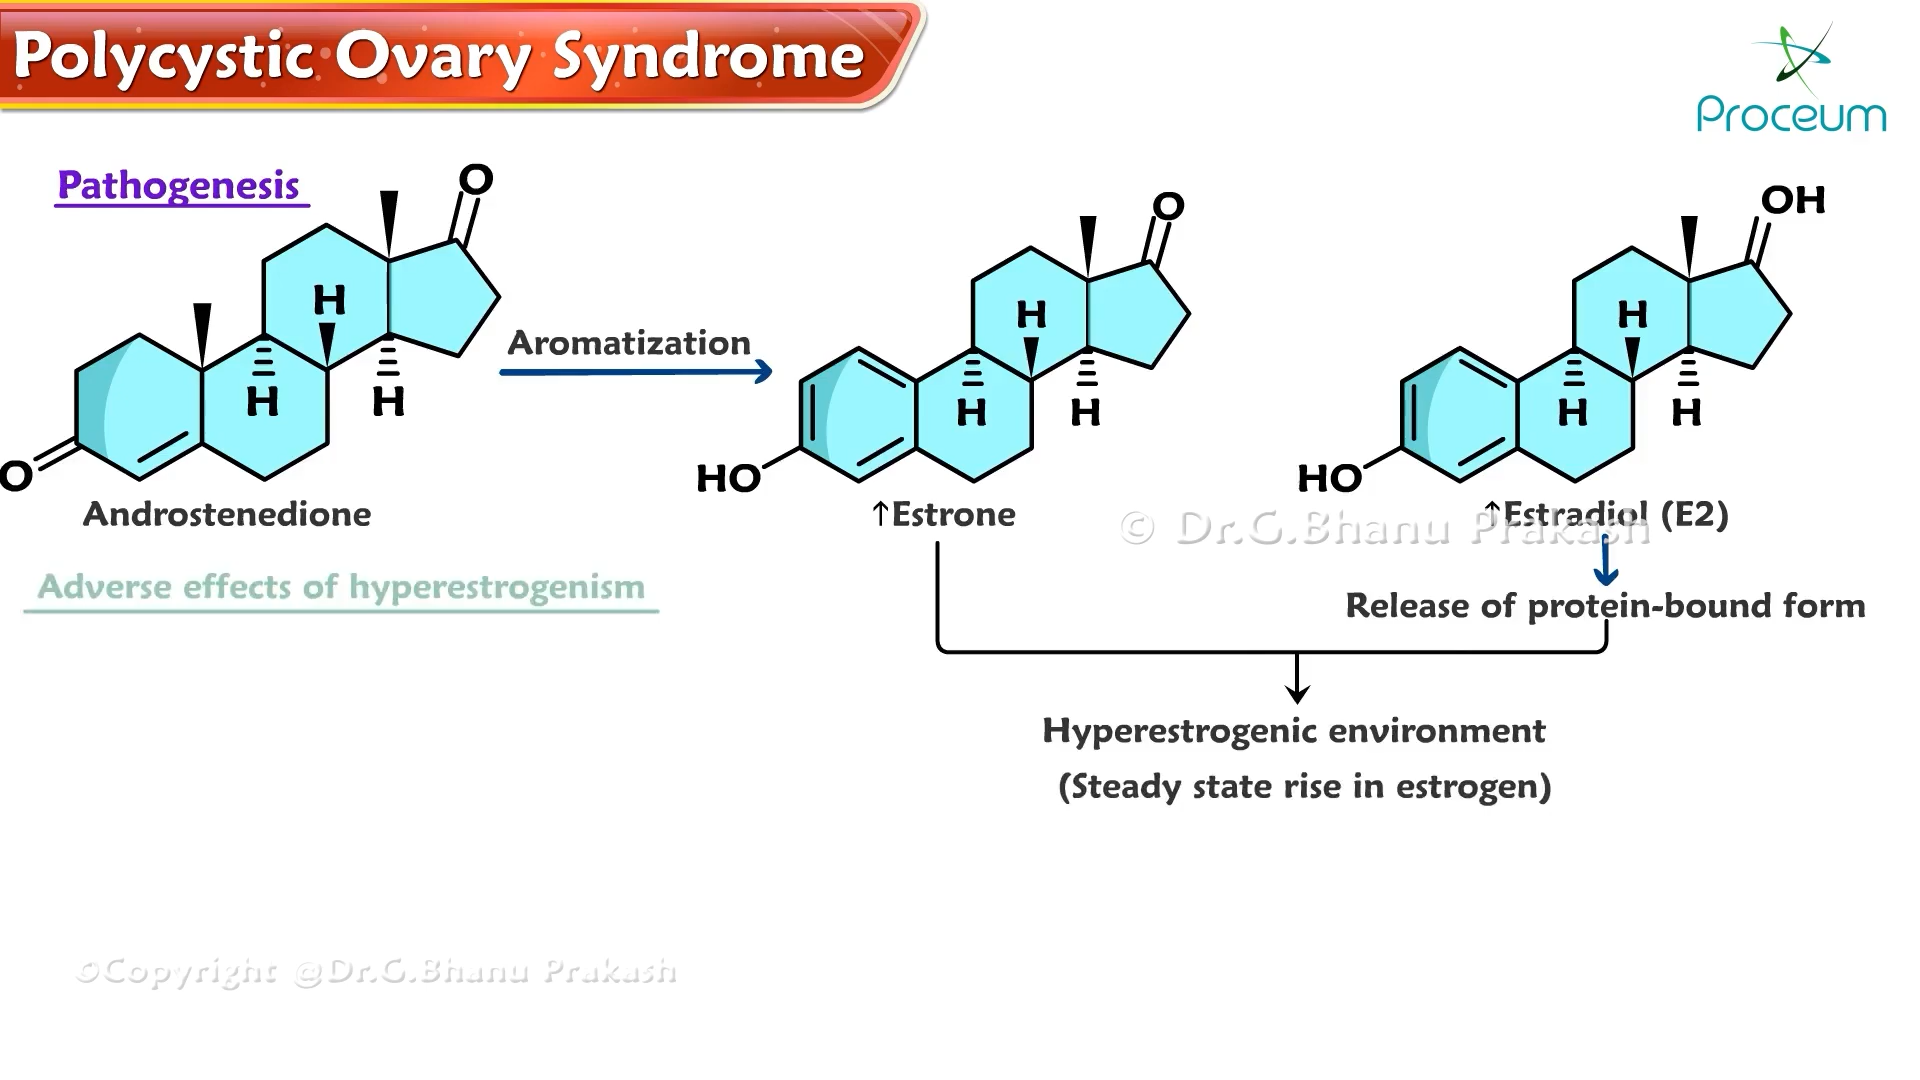 Polycystic Ovary Syndrome
Proceum
Pathogenesis
O
H
H
H
O
Androstenedione
Aromatization
O
H
H
H
HO
↑Estrone
OH
H
H
H
HO
↑Estradiol (E2)
© Dr.G.Bhanu Prakash
Adverse effects of hyperestrogenism
Release of protein-bound form
Hyperestrogenic environment
(Steady state rise in estrogen)
©Copyright @Dr.G.Bhanu Prakash